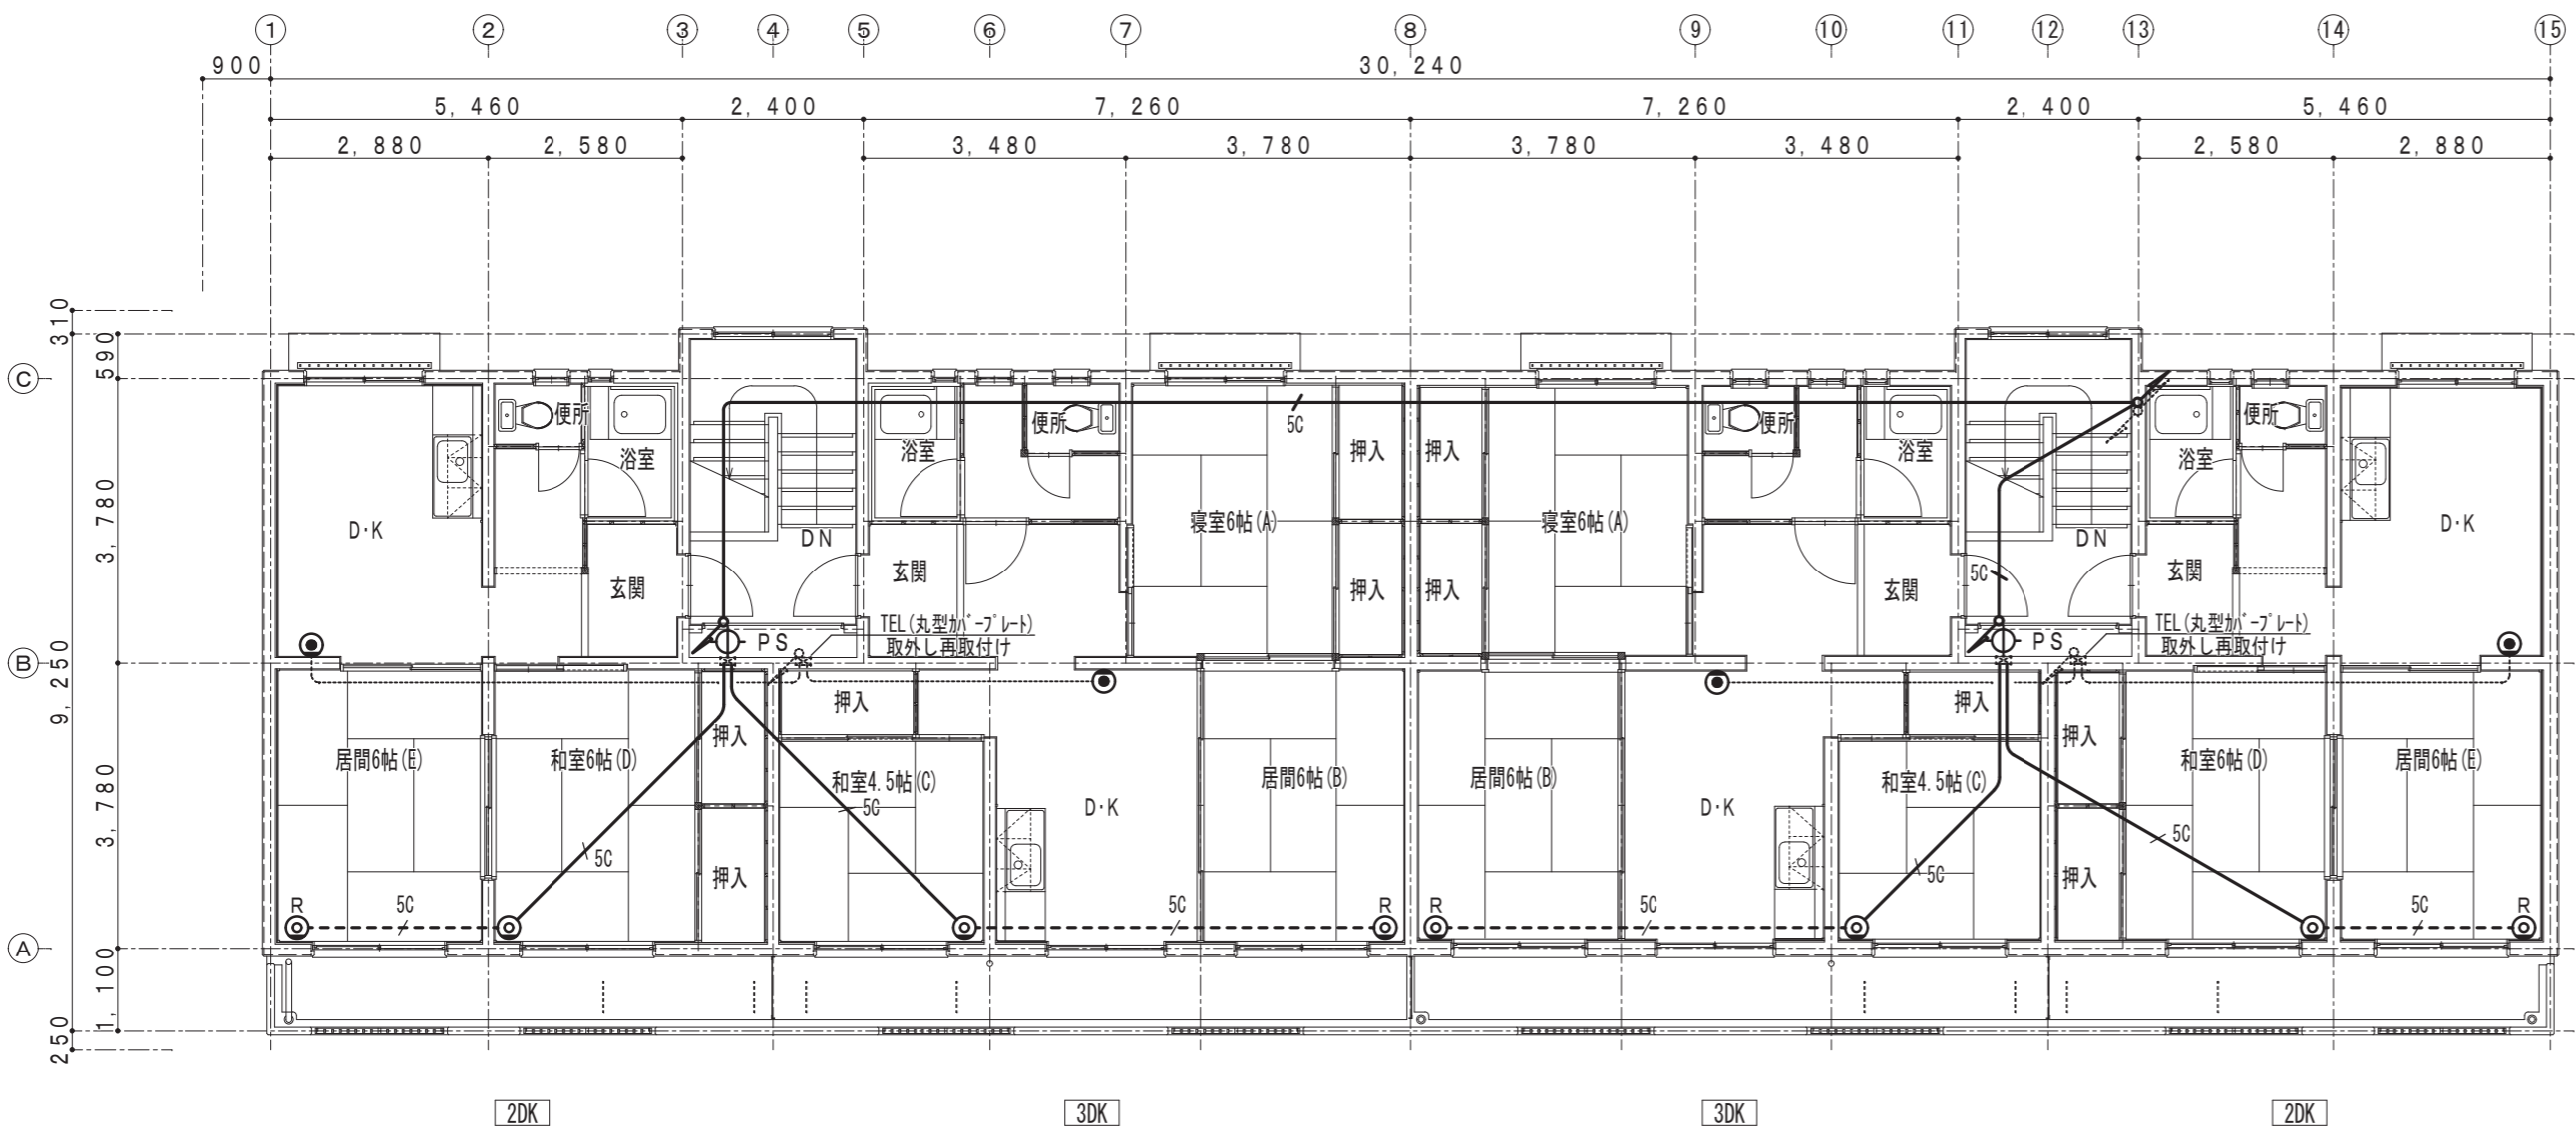 ① ② ③ ④ ⑤ ⑥ ⑦ ⑧ ⑨ ⑩ ⑪ ⑫ ⑬ ⑭ ⑮
900 30,240
5,460 2,400 7,260 7,260 2,400 5,460
2,880 2,580 3,480 3,780 3,780 3,480 2,580 2,880
310
590
Ⓒ
便所 便所 便所 便所
5C
浴室 浴室 押入 押入 浴室 浴室
3,780
D・K 寝室6帖(A) 寝室6帖(A) D・K
DN DN
玄関 玄関 押入 押入 玄関 5C 玄関
TEL(丸型ｶﾊﾞｰﾌﾟﾚｰﾄ) TEL(丸型ｶﾊﾞｰﾌﾟﾚｰﾄ)
PS 取外し再取付け PS 取外し再取付け
Ⓑ
9,250
押入 押入
押入 押入
居間6帖(E) 和室6帖(D) 和室4.5帖(C) 居間6帖(B) 居間6帖(B) 和室4.5帖(C) 和室6帖(D) 居間6帖(E)
3,780
5C D・K D・K 5C
5C 5C
押入 押入
R 5C 5C R R 5C 5C R
Ⓐ
1,100
250
2DK 3DK 3DK 2DK